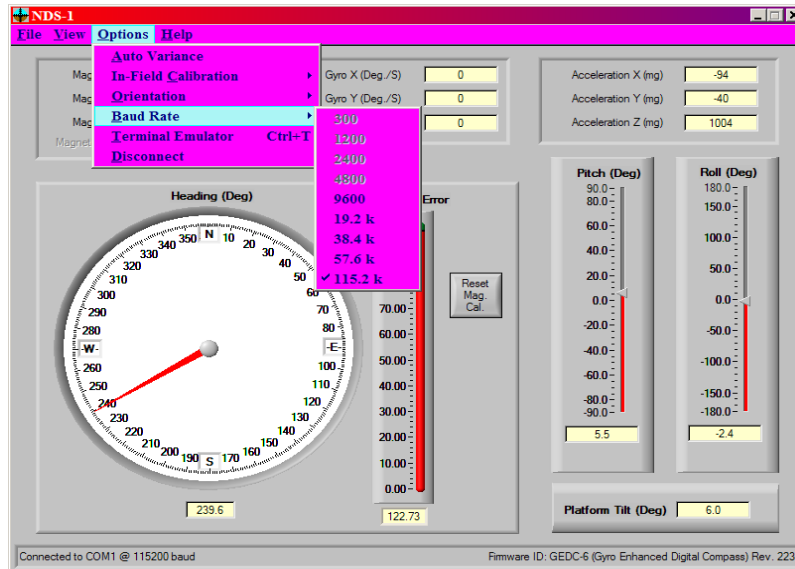 NDS-1
File View Options Help
Auto Variance
In-Field Calibration
Orientation
Baud Rate
Terminal Emulator Ctrl+T
Disconnect
300
1200
2400
4800
9600
19.2 k
38.4 k
57.6 k
✓115.2 k
Mag
Mag
Mag
Magnet
Gyro X (Deg./S) 0
Gyro Y (Deg./S) 0
0
Acceleration X (mg) -94
Acceleration Y (mg) -40
Acceleration Z (mg) 1004
Heading (Deg)
N 10 20 30 40 50 60 70 80 -E- 100 110 120 130 140 150 160 170 S 190 200 210 220 230 240 250 260 -W- 280 290 300 310 320 330 340 350
239.6
Error
70.00
60.00
50.00
40.00
30.00
20.00
10.00
0.00
122.73
Reset
Mag.
Cal.
Pitch (Deg)
90.0
80.0
60.0
40.0
20.0
0.0
-20.0
-40.0
-60.0
-80.0
-90.0
5.5
Roll (Deg)
180.0
150.0
100.0
50.0
0.0
-50.0
-100.0
-150.0
-180.0
-2.4
Platform Tilt (Deg) 6.0
Connected to COM1 @ 115200 baud
Firmware ID: GEDC-6 (Gyro Enhanced Digital Compass) Rev. 223